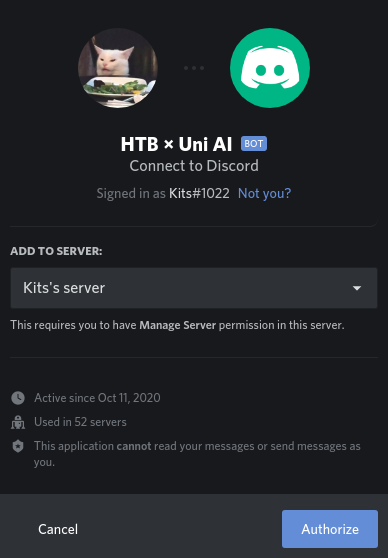 HTB × Uni AI BOT
Connect to Discord
Signed in as Kits#1022 Not you?
ADD TO SERVER:
Kits's server
This requires you to have Manage Server permission in this server.
Active since Oct 11, 2020
Used in 52 servers
This application cannot read your messages or send messages as
you.
Cancel Authorize